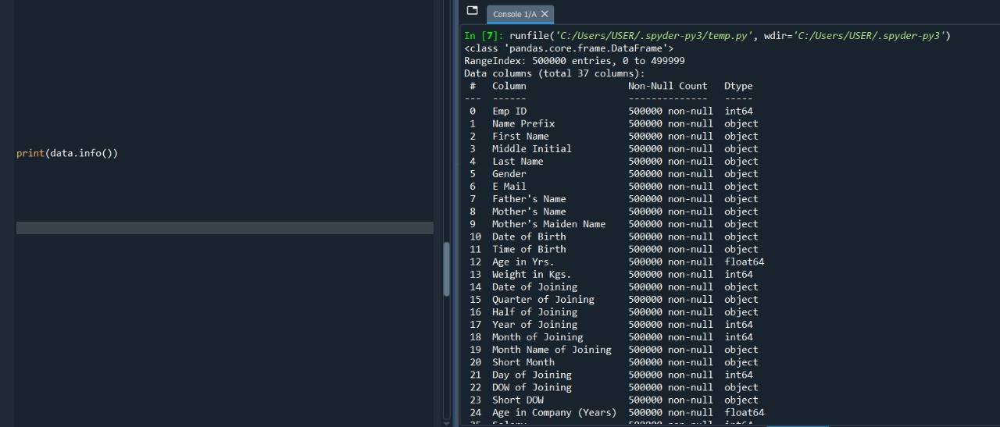 print(data.info())
Console 1/A
In [7]: runfile('C:/Users/USER/.spyder-py3/temp.py', wdir='C:/Users/USER/.spyder-py3')
<class 'pandas.core.frame.DataFrame'>
RangeIndex: 500000 entries, 0 to 499999
Data columns (total 37 columns):
 #   Column                  Non-Null Count   Dtype
---  ------                  --------------   -----
 0   Emp ID                  500000 non-null  int64
 1   Name Prefix             500000 non-null  object
 2   First Name              500000 non-null  object
 3   Middle Initial          500000 non-null  object
 4   Last Name               500000 non-null  object
 5   Gender                  500000 non-null  object
 6   E Mail                  500000 non-null  object
 7   Father's Name           500000 non-null  object
 8   Mother's Name           500000 non-null  object
 9   Mother's Maiden Name    500000 non-null  object
 10  Date of Birth           500000 non-null  object
 11  Time of Birth           500000 non-null  object
 12  Age in Yrs.             500000 non-null  float64
 13  Weight in Kgs.          500000 non-null  int64
 14  Date of Joining         500000 non-null  object
 15  Quarter of Joining      500000 non-null  object
 16  Half of Joining         500000 non-null  object
 17  Year of Joining         500000 non-null  int64
 18  Month of Joining        500000 non-null  int64
 19  Month Name of Joining   500000 non-null  object
 20  Short Month             500000 non-null  object
 21  Day of Joining          500000 non-null  int64
 22  DOW of Joining          500000 non-null  object
 23  Short DOW               500000 non-null  object
 24  Age in Company (Years)  500000 non-null  float64